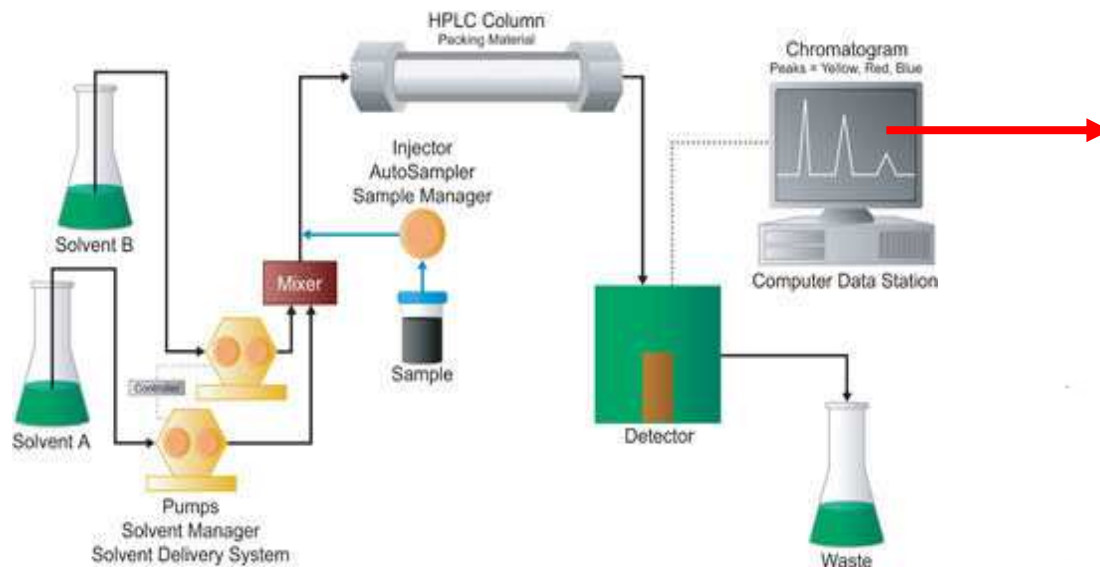 HPLC Column
Packing Material
Chromatogram
Peaks = Yellow, Red, Blue
Injector
AutoSampler
Sample Manager
Solvent B
Mixer
Computer Data Station
Controller
Sample
Solvent A
Detector
Pumps
Solvent Manager
Solvent Delivery System
Waste